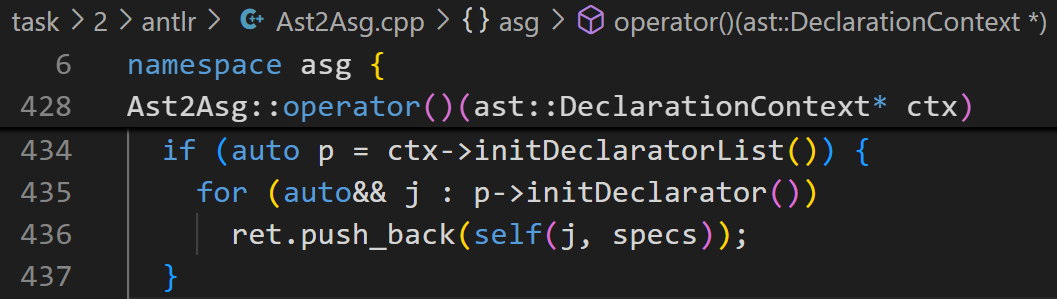 task > 2 > antlr > Ast2Asg.cpp > {} asg > operator()(ast::DeclarationContext *)
6 namespace asg {
428 Ast2Asg::operator()(ast::DeclarationContext* ctx)
434 if (auto p = ctx->initDeclaratorList()) {
435 for (auto&& j : p->initDeclarator())
436 ret.push_back(self(j, specs));
437 }